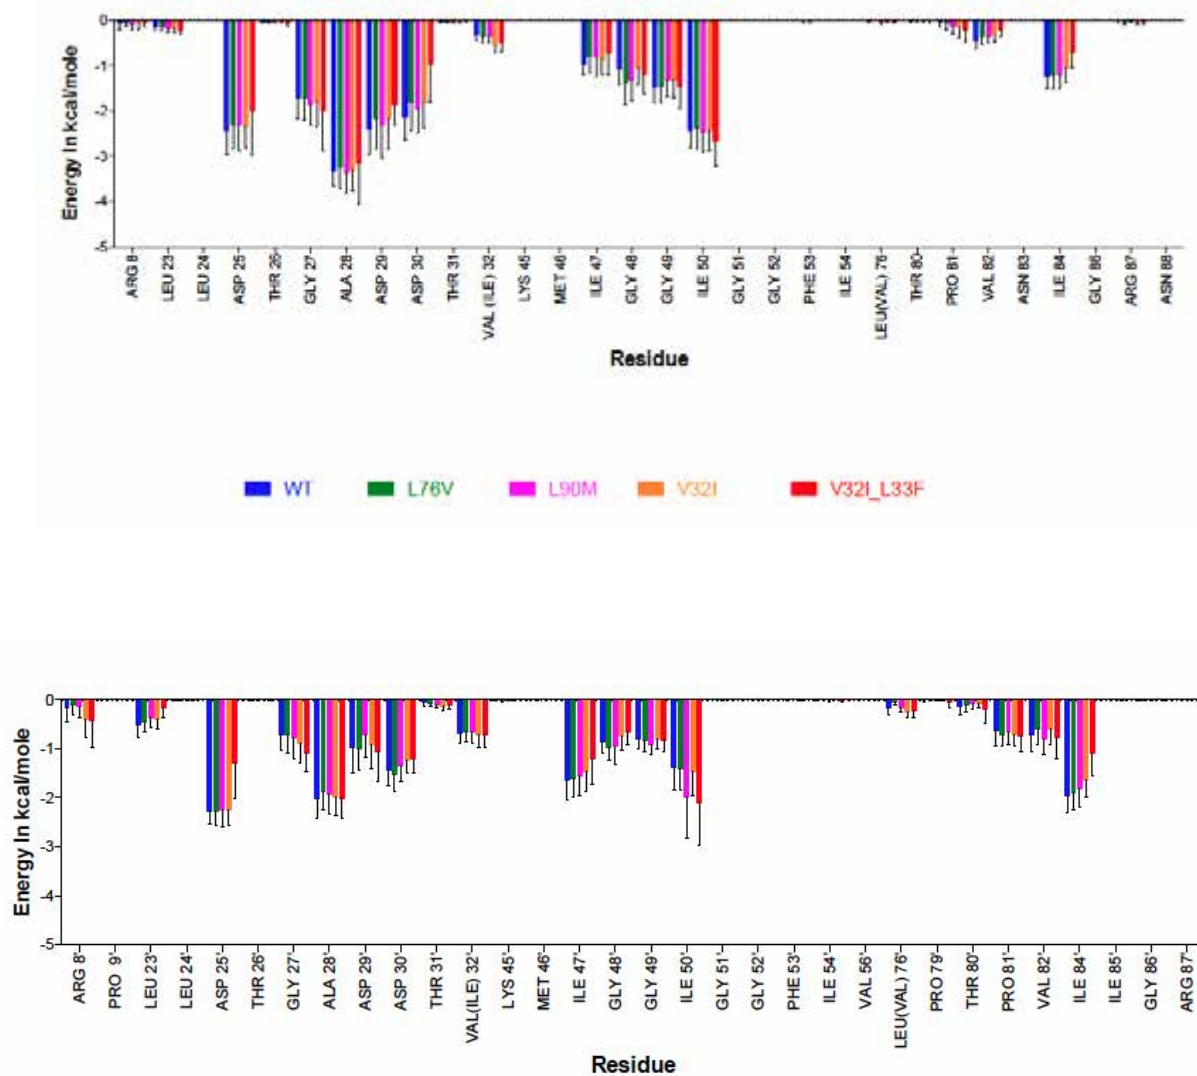 0
-1
-2
-3
-4
-5
Energy In kcal/mole
ARG 8
LEU 23
LEU 24
ASP 25
THR 26
GLY 27
ALA 28
ASP 29
ASP 30
THR 31
VAL (ILE) 32
LYS 45
MET 46
ILE 47
GLY 48
GLY 49
ILE 50
GLY 51
GLY 52
PHE 53
ILE 54
LEU(VAL) 76
THR 80
PRO 81
VAL 82
ASN 83
ILE 84
GLY 86
ARG 87
ASN 88
Residue
WT
L76V
L90M
V32I
V32I_L33F
0
-1
-2
-3
-4
-5
Energy In kcal/mole
ARG 8'
PRO 9'
LEU 23'
LEU 24'
ASP 25'
THR 26'
GLY 27'
ALA 28'
ASP 29'
ASP 30'
THR 31'
VAL(ILE) 32'
LYS 45'
MET 46'
ILE 47'
GLY 48'
GLY 49'
ILE 50'
GLY 51'
GLY 52'
PHE 53'
ILE 54'
VAL 56'
LEU(VAL) 76'
PRO 79'
THR 80'
PRO 81'
VAL 82'
ILE 84'
ILE 85'
GLY 86'
ARG 87'
Residue